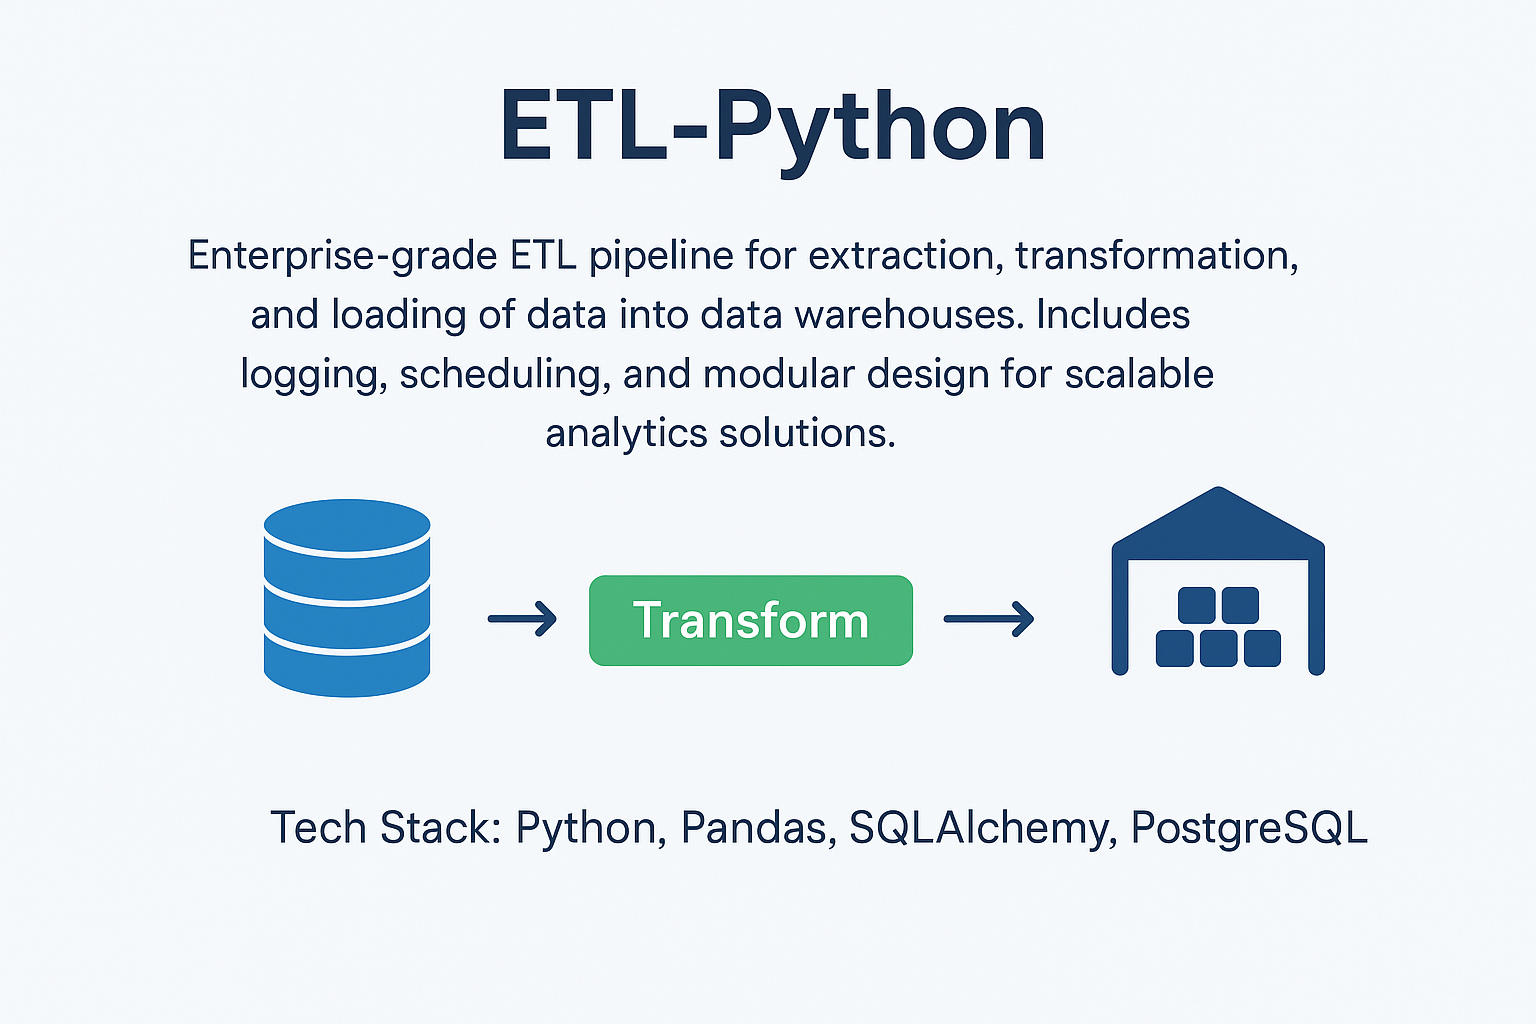 ETL-Python
Enterprise-grade ETL pipeline for extraction, transformation,
and loading of data into data warehouses. Includes
logging, scheduling, and modular design for scalable
analytics solutions.
Transform
Tech Stack: Python, Pandas, SQLAlchemy, PostgreSQL